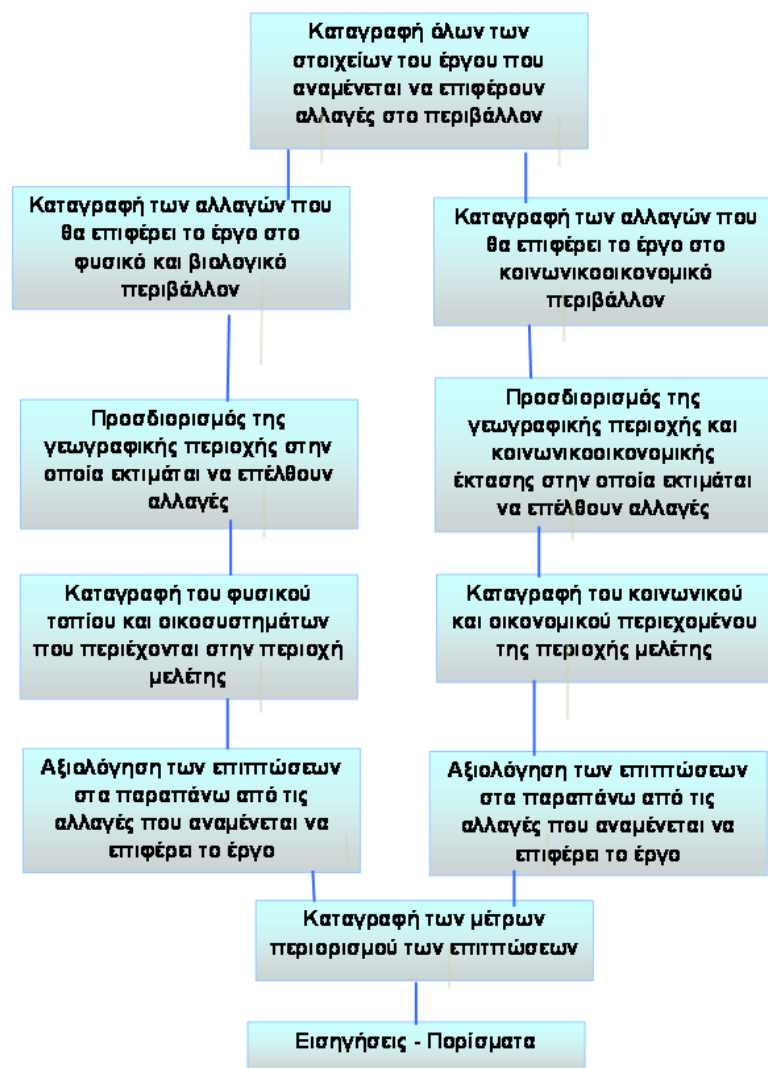 Καταγραφή όλων των
στοιχείων του έργου που
αναμένεται να επιφέρουν
αλλαγές στο περιβάλλον
Καταγραφή των αλλαγών που
θα επιφέρει το έργο στο
φυσικό και βιολογικό
περιβάλλον
Καταγραφή των αλλαγών που
θα επιφέρει το έργο στο
κοινωνικοοικονομικό
περιβάλλον
Προσδιορισμός της
γεωγραφικής περιοχής στην
οποία εκτιμάται να επέλθουν
αλλαγές
Προσδιορισμός της
γεωγραφικής περιοχής και
κοινωνικοοικονομικής
έκτασης στην οποία εκτιμάται
να επέλθουν αλλαγές
Καταγραφή του φυσικού
τοπίου και οικοσυστημάτων
που περιέχονται στην περιοχή
μελέτης
Καταγραφή του κοινωνικού
και οικονομικού περιεχομένου
της περιοχής μελέτης
Αξιολόγηση των επιπτώσεων
στα παραπάνω από τις
αλλαγές που αναμένεται να
επιφέρει το έργο
Αξιολόγηση των επιπτώσεων
στα παραπάνω από τις
αλλαγές που αναμένεται να
επιφέρει το έργο
Καταγραφή των μέτρων
περιορισμού των επιπτώσεων
Εισηγήσεις - Πορίσματα